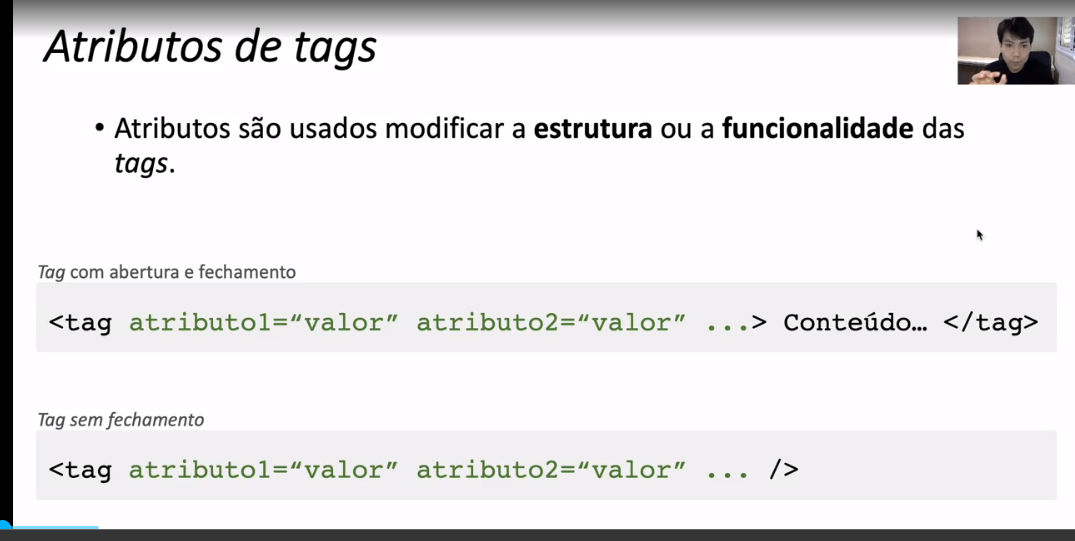 Atributos de tags
• Atributos são usados modificar a estrutura ou a funcionalidade das
tags.
Tag com abertura e fechamento
<tag atributo1=“valor” atributo2=“valor” ...> Conteúdo… </tag>
Tag sem fechamento
<tag atributo1=“valor” atributo2=“valor” ... />